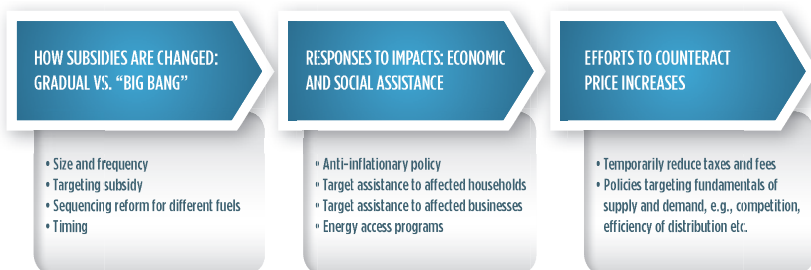 HOW SUBSIDIES ARE CHANGED:
GRADUAL VS. “BIG BANG”
• Size and frequency
• Targeting subsidy
• Sequencing reform for different fuels
• Timing
RESPONSES TO IMPACTS: ECONOMIC
AND SOCIAL ASSISTANCE
• Anti-inflationary policy
• Target assistance to affected households
• Target assistance to affected businesses
• Energy access programs
EFFORTS TO COUNTERACT
PRICE INCREASES
• Temporarily reduce taxes and fees
• Policies targeting fundamentals of
supply and demand, e.g., competition,
efficiency of distribution etc.